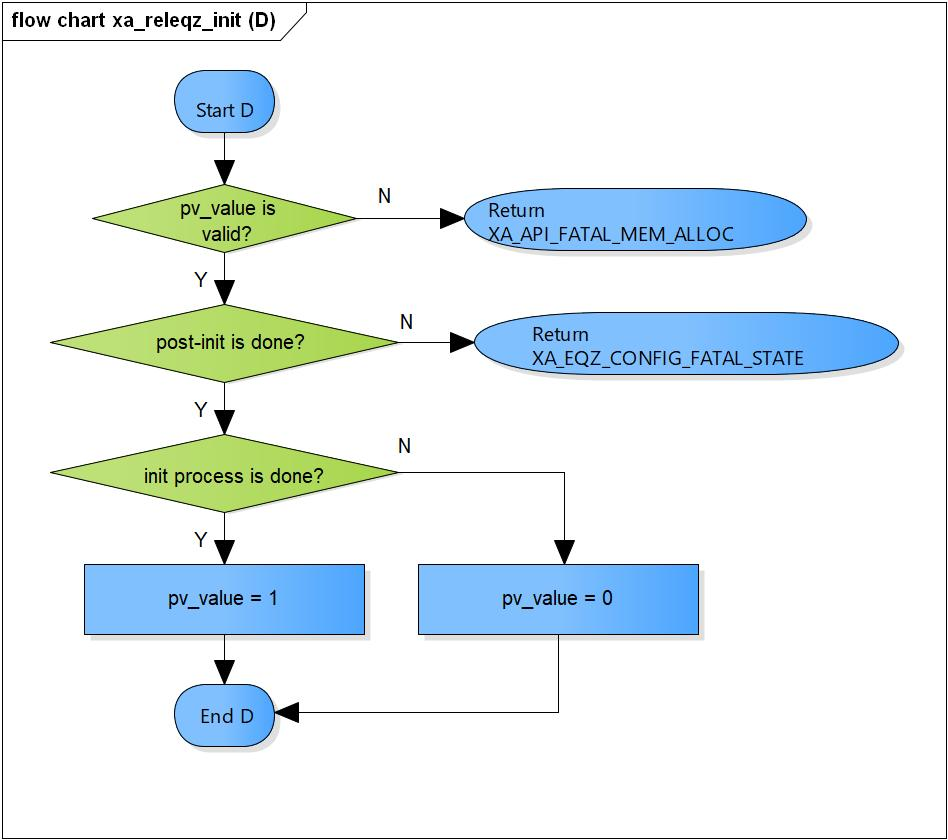 flow chart xa_releqz_init (D)
Start D
pv_value is
valid?
N
Return
XA_API_FATAL_MEM_ALLOC
Y
post-init is done?
N
Return
XA_EQZ_CONFIG_FATAL_STATE
Y
init process is done?
N
Y
pv_value = 1
pv_value = 0
End D